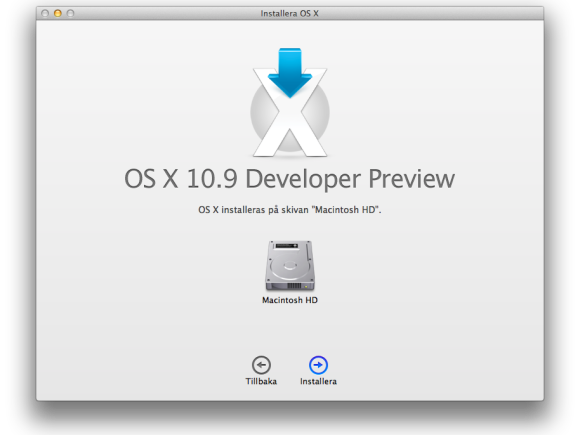 Installera OS X
X
OS X 10.9 Developer Preview
OS X installeras på skivan "Macintosh HD".
Macintosh HD
Tillbaka
Installera